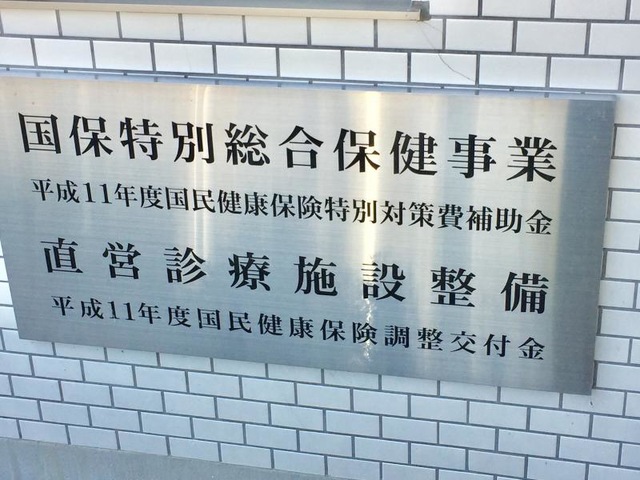 国保特別総合保健事業
平成11年度国民健康保険特別対策費補助金
直営診療施設整備
平成11年度国民健康保険調整交付金